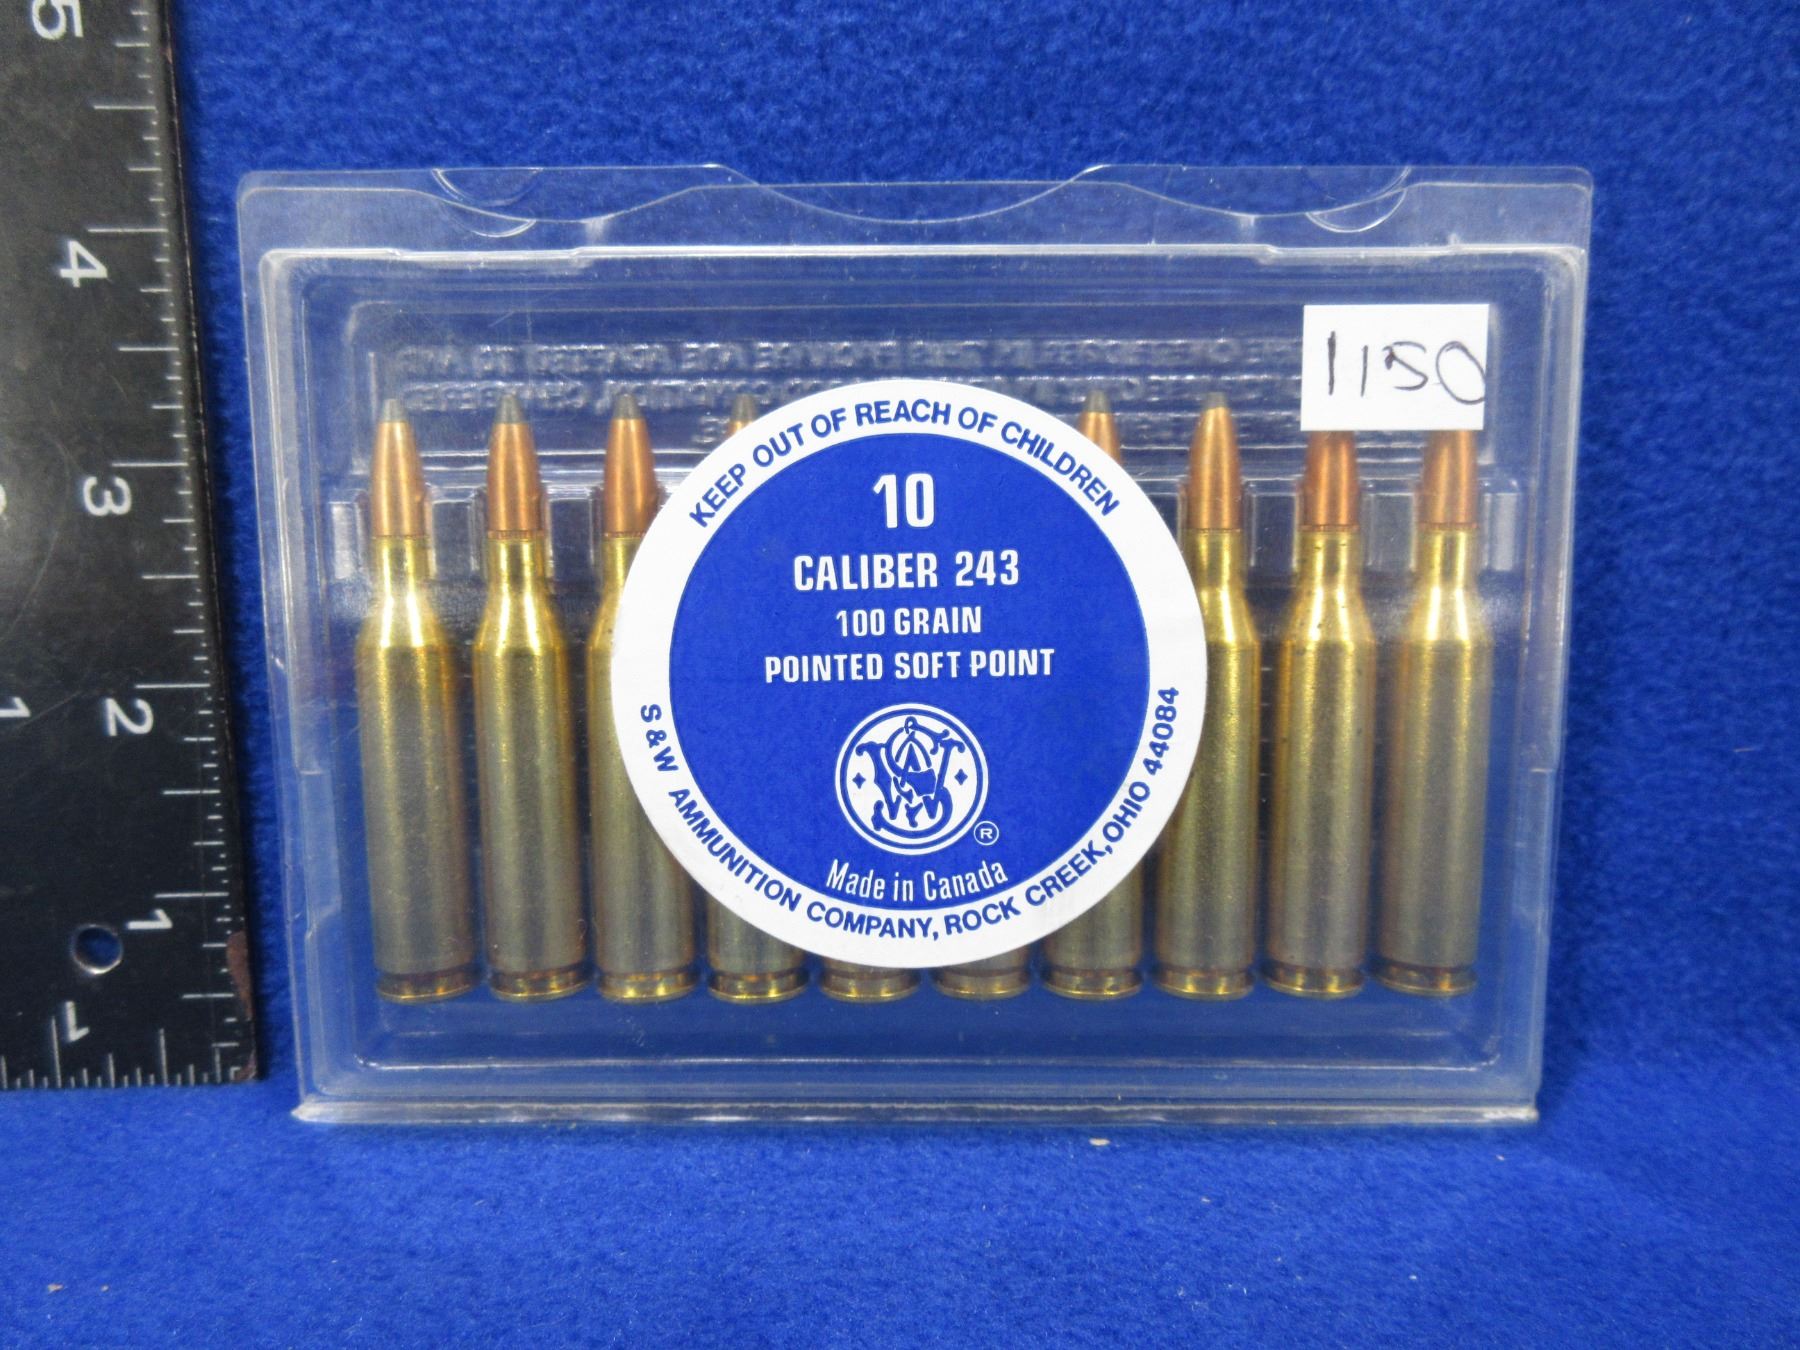 5
4
3
2
1
1
1150
KEEP OUT OF REACH OF CHILDREN
10
CALIBER 243
100 GRAIN
POINTED SOFT POINT
S&W
®
Made in Canada
S & W AMMUNITION COMPANY, ROCK CREEK, OHIO 44084